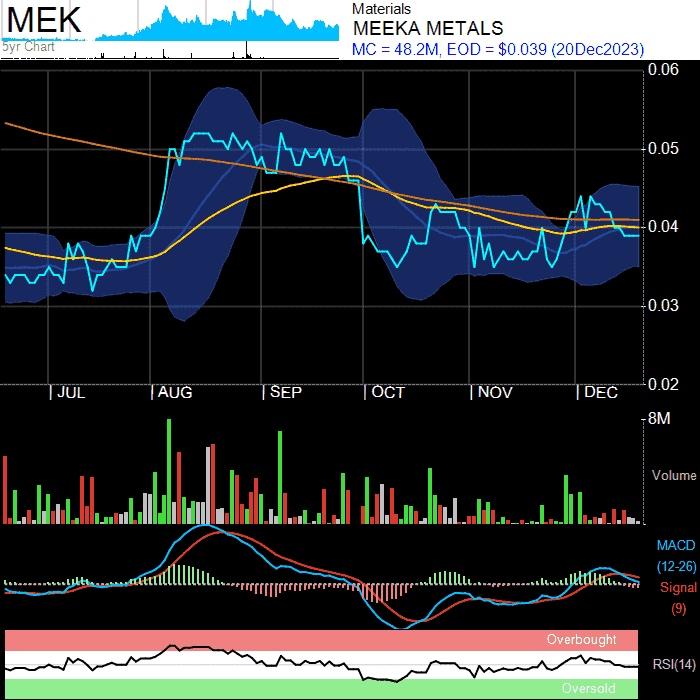 MEK
5yr Chart
Materials
MEEKA METALS
MC = 48.2M, EOD = $0.039 (20Dec2023)
0.06
0.05
0.04
0.03
0.02
| JUL | AUG | SEP | OCT | NOV | DEC
8M
Volume
MACD
(12-26)
Signal
(9)
Overbought
RSI(14)
Oversold